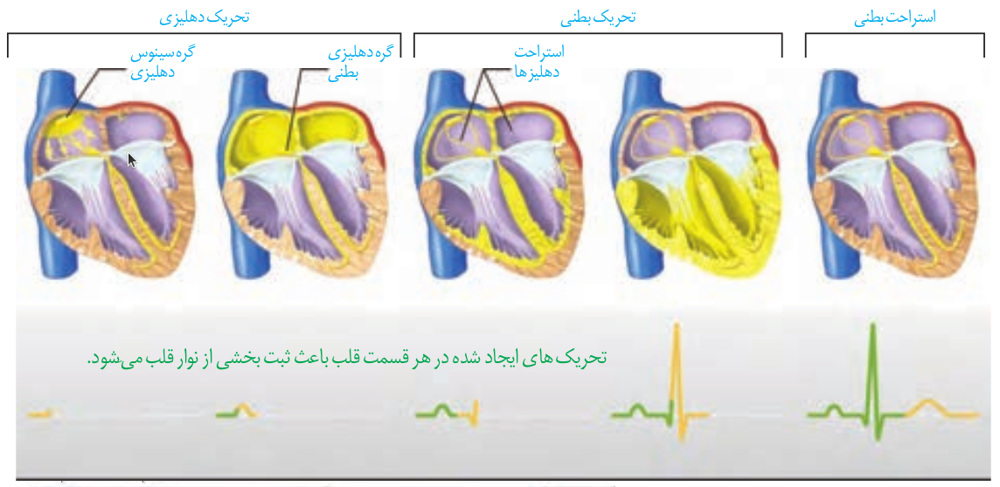 استراحت بطنی
تحریک بطنی
تحریک دهلیزی
استراحت
دهلیزها
گره دهلیزی
بطنی
گره سینوس
دهلیزی
تحریک های ایجاد شده در هر قسمت قلب باعث ثبت بخشی از نوار قلب می‌شود.